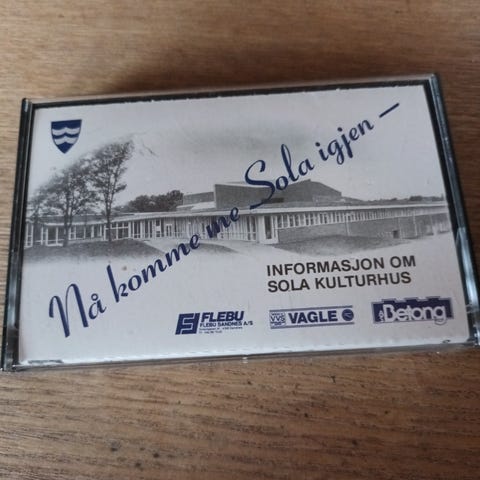 Nå komme me Sola igjen –
INFORMASJON OM
SOLA KULTURHUS
FLEBU
FLEBU SANDNES A/S
VVS
VAGLE
Betong